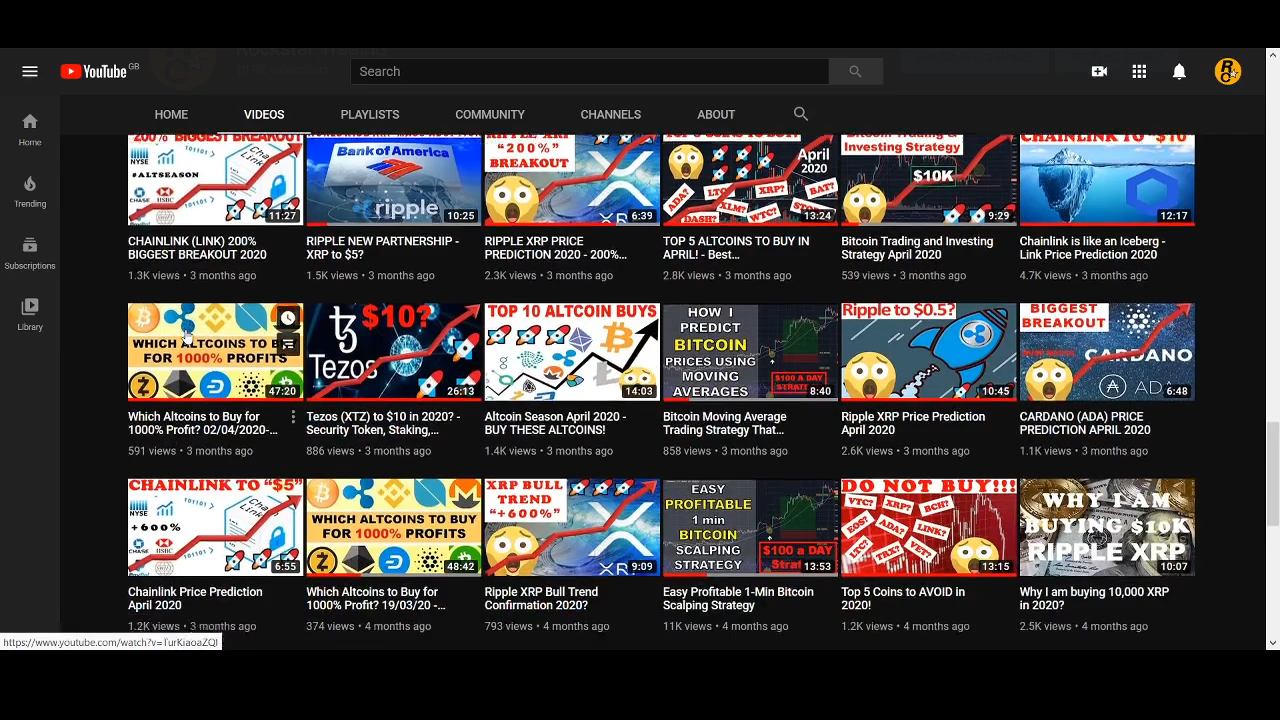 YouTube GB
Search
HOME
VIDEOS
PLAYLISTS
COMMUNITY
CHANNELS
ABOUT
Home
Trending
Subscriptions
Library
200% BIGGEST BREAKOUT
NYSE
#ALTSEASON
CHASE
HSBC
11:27
CHAINLINK (LINK) 200%
BIGGEST BREAKOUT 2020
1.3K views • 3 months ago
Bank of America
ripple
10:25
RIPPLE NEW PARTNERSHIP -
XRP to $5?
1.5K views • 3 months ago
RIPPLE XRP
"200%"
BREAKOUT
XR
6:39
RIPPLE XRP PRICE
PREDICTION 2020 - 200%...
2.3K views • 3 months ago
TOP 5 ALTCOINS TO BUY!
April
2020
ADA?
LTC
XRP?
BAT?
XLM?
DASH?
WTC?
13:24
TOP 5 ALTCOINS TO BUY IN
APRIL! - Best...
2.8K views • 3 months ago
Bitcoin Trading &
Investing Strategy
$10K
9:29
Bitcoin Trading and Investing
Strategy April 2020
539 views • 3 months ago
CHAINLINK TO "$10"
12:17
Chainlink is like an Iceberg -
Link Price Prediction 2020
4.7K views • 3 months ago
WHICH ALTCOINS TO B
FOR 1000% PROFITS
47:20
Which Altcoins to Buy for
1000% Profit? 02/04/2020-...
591 views • 3 months ago
$10?
Tezos
26:13
Tezos (XTZ) to $10 in 2020? -
Security Token, Staking,...
886 views • 3 months ago
TOP 10 ALTCOIN BUYS
14:03
Altcoin Season April 2020 -
BUY THESE ALTCOINS!
1.4K views • 3 months ago
HOW I
PREDICT
BITCOIN
PRICES USING
MOVING
AVERAGES
$100 a DAY
8:40
Bitcoin Moving Average
Trading Strategy That...
858 views • 3 months ago
Ripple to $0.5?
10:45
Ripple XRP Price Prediction
April 2020
2.6K views • 3 months ago
BIGGEST
BREAKOUT
CARDANO
ADA
6:48
CARDANO (ADA) PRICE
PREDICTION APRIL 2020
1.1K views • 3 months ago
CHAINLINK TO "$5"
NYSE
+600%
CHASE
HSBC
6:55
Chainlink Price Prediction
April 2020
1.2K views • 3 months ago
WHICH ALTCOINS TO BUY
FOR 1000% PROFITS
48:42
Which Altcoins to Buy for
1000% Profit? 19/03/20 -...
374 views • 4 months ago
XRP BULL
TREND
"+600%"
XR
9:09
Ripple XRP Bull Trend
Confirmation 2020?
793 views • 4 months ago
EASY
PROFITABLE
1 min
BITCOIN
SCALPING
STRATEGY
$100 a DAY
13:53
Easy Profitable 1-Min Bitcoin
Scalping Strategy
11K views • 4 months ago
DO NOT BUY!!!
VTC?
XRP?
BCH?
EOS?
ADA?
LINK?
LTC?
TRX?
VET?
13:15
Top 5 Coins to AVOID in
2020!
1.2K views • 4 months ago
WHY I AM
BUYING $10K
RIPPLE XRP
10:07
Why I am buying 10,000 XRP
in 2020?
2.5K views • 4 months ago